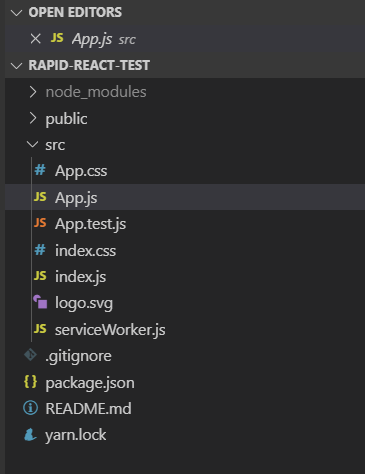 OPEN EDITORS
JS App.js src
RAPID-REACT-TEST
node_modules
public
src
# App.css
JS App.js
JS App.test.js
# index.css
JS index.js
logo.svg
JS serviceWorker.js
.gitignore
{} package.json
README.md
yarn.lock